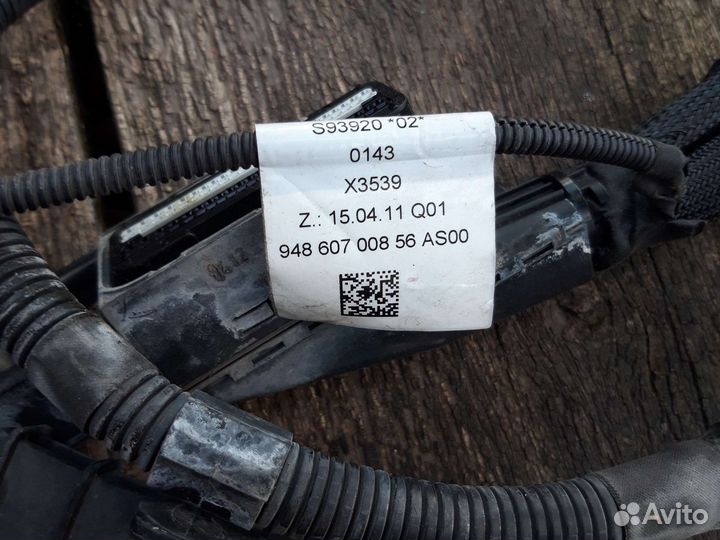 S93920 *02*
0143
X3539
Z.: 15.04.11 Q01
948 607 008 56 AS00
Avito